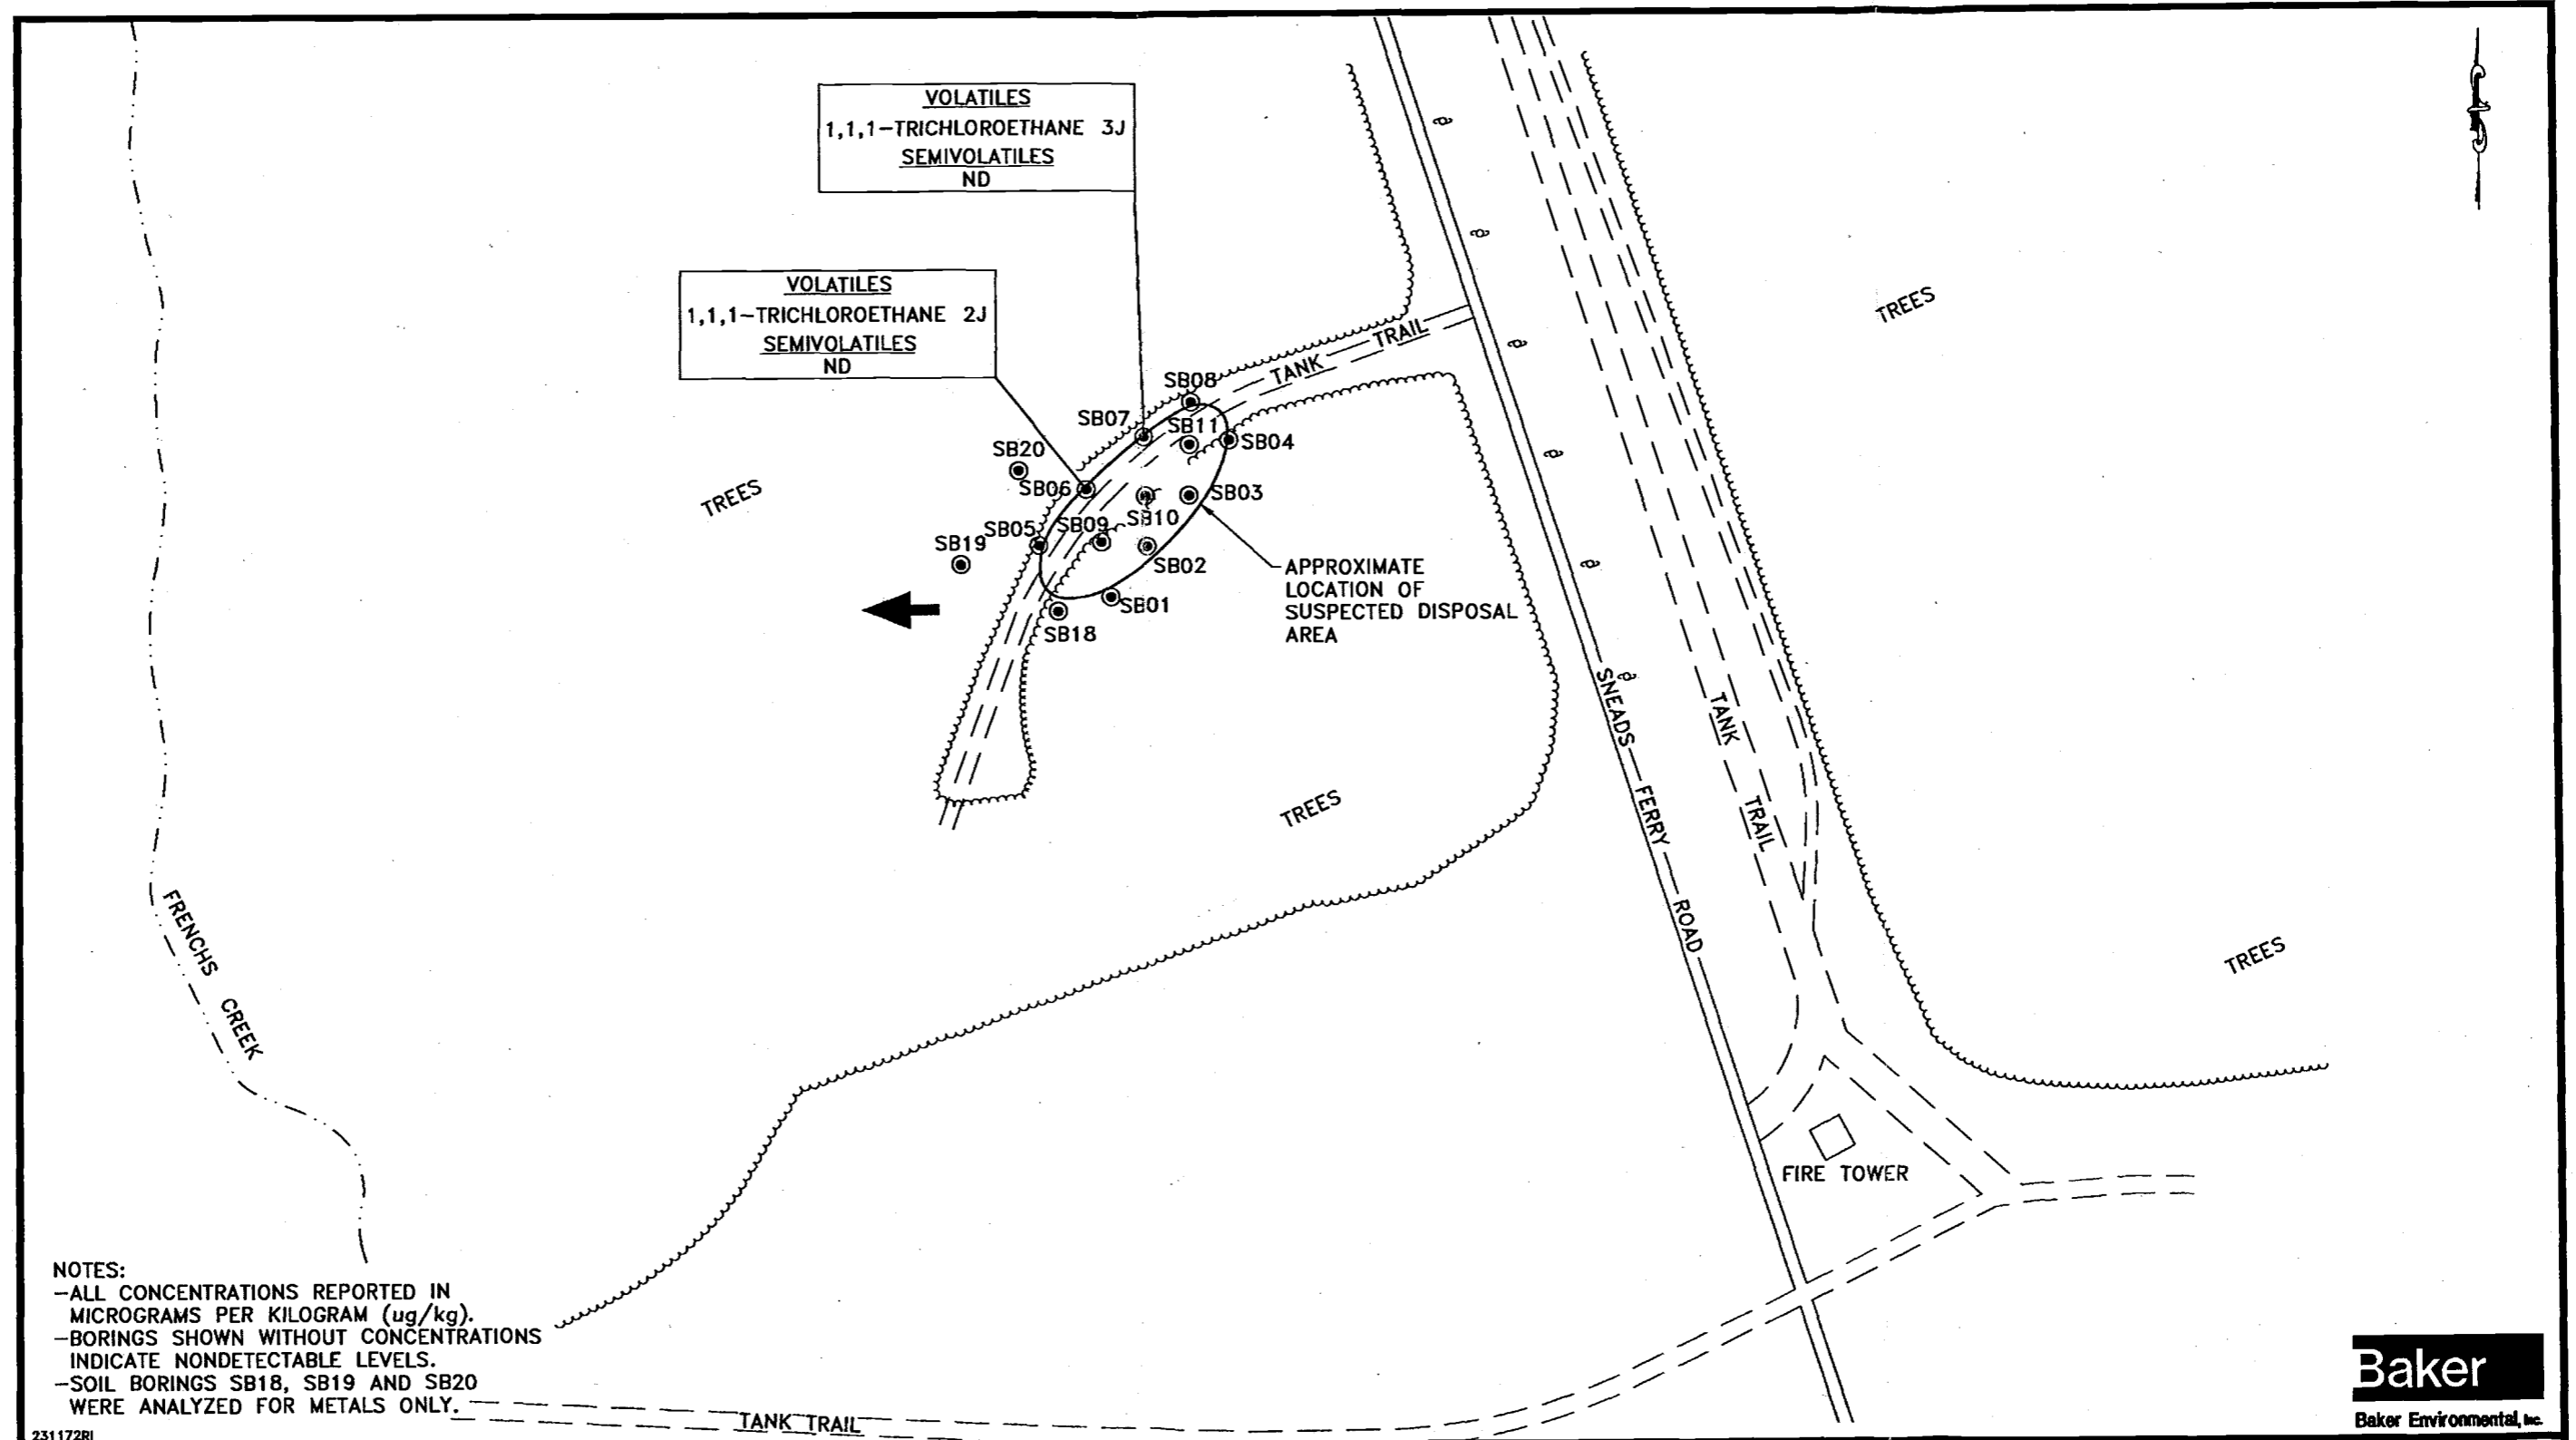 VOLATILES
1,1,1-TRICHLOROETHANE 3J
SEMIVOLATILES
ND
VOLATILES
1,1,1-TRICHLOROETHANE 2J
SEMIVOLATILES
ND
TREES
TANK TRAIL
SB08
SB07
SB11
SB04
SB20
SB06
SB03
TREES
SB05
SB09
SB10
SB19
SB02
APPROXIMATE
LOCATION OF
SUSPECTED DISPOSAL
AREA
SB01
SB18
SNEADS FERRY ROAD
TANK TRAIL
TREES
FRENCHS CREEK
TREES
FIRE TOWER
NOTES:
-ALL CONCENTRATIONS REPORTED IN
MICROGRAMS PER KILOGRAM (ug/kg).
-BORINGS SHOWN WITHOUT CONCENTRATIONS
INDICATE NONDETECTABLE LEVELS.
-SOIL BORINGS SB18, SB19 AND SB20
WERE ANALYZED FOR METALS ONLY.
TANK TRAIL
231172RI
Baker
Baker Environmental, Inc.